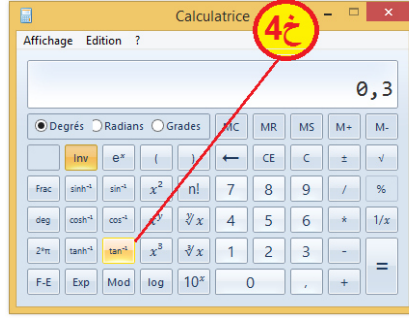 Calculatrice
4خ
Affichage Edition ?
0,3
Degrés Radians Grades MC MR MS M+ M-
Inv eˣ ( ) ← CE C ± √
Frac sinh⁻¹ sin⁻¹ x² n! 7 8 9 / %
deg cosh⁻¹ cos⁻¹ xʸ ʸ√x 4 5 6 * 1/x
2*π tanh⁻¹ tan⁻¹ x³ ³√x 1 2 3 - =
F-E Exp Mod log 10ˣ 0 , +